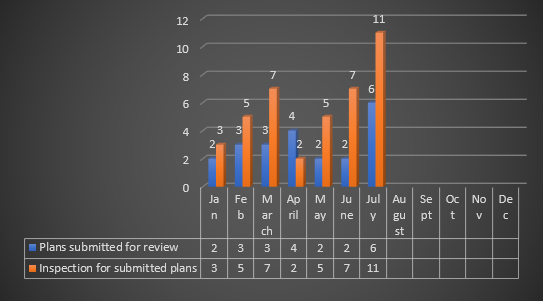 12
10
8
6
4
2
0
2 3 3 4 2 2 6
3 5 7 2 5 7 11
Jan Feb March April May June July August Sept Oct Nov Dec
Plans submitted for review 2 3 3 4 2 2 6
Inspection for submitted plans 3 5 7 2 5 7 11